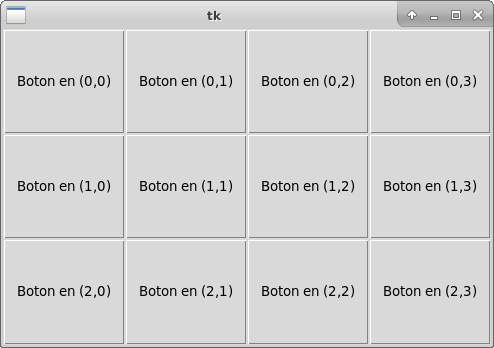 tk
Boton en (0,0) Boton en (0,1) Boton en (0,2) Boton en (0,3)
Boton en (1,0) Boton en (1,1) Boton en (1,2) Boton en (1,3)
Boton en (2,0) Boton en (2,1) Boton en (2,2) Boton en (2,3)